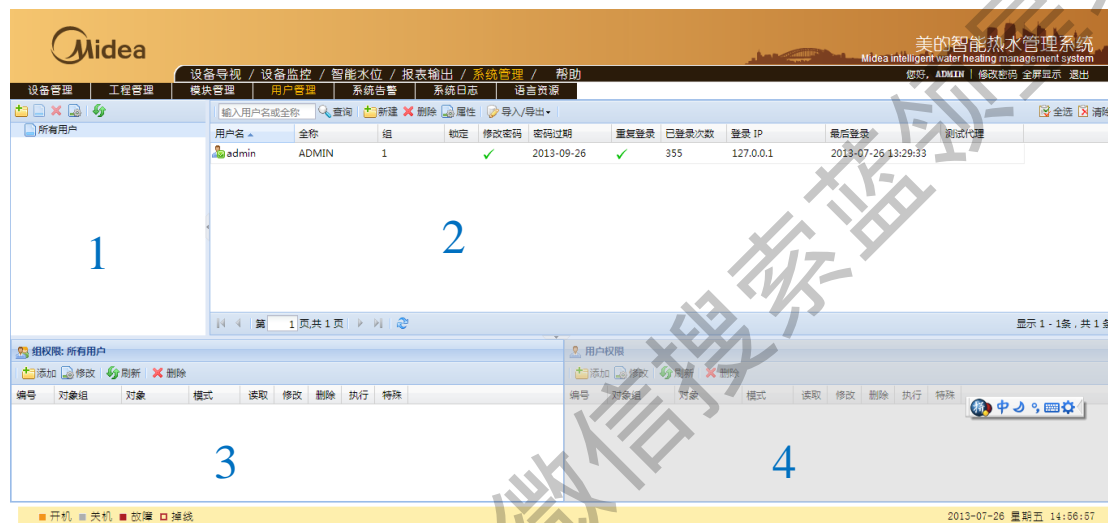 Midea
美的智能热水管理系统
Midea intelligent water heating management system
设备导视 / 设备监控 / 智能水位 / 报表输出 / 系统管理 / 帮助
您好, ADMIN | 修改密码 全屏显示 退出
设备管理 工程管理 模块管理 用户管理 系统告警 系统日志 语言资源
输入用户名或全称 查询 新建 删除 属性 导入/导出 全选 清除
所有用户
用户名 全称 组 锁定 修改密码 密码过期 重复登录 已登录次数 登录 IP 最后登录 测试代理
admin ADMIN 1 ✓ 2013-09-26 ✓ 355 127.0.0.1 2013-07-26 13:29:33
1
2
第 1 页,共 1 页
显示 1 - 1条，共 1
组权限: 所有用户
用户权限
添加 修改 刷新 删除
添加 修改 刷新 删除
编号 对象组 对象 模式 读取 修改 删除 执行 特殊
编号 对象组 对象 模式 读取 修改 删除 执行 特殊
中
3
4
开机 关机 故障 掉线
2013-07-26 星期五 14:56:57
微信搜索蓝领星